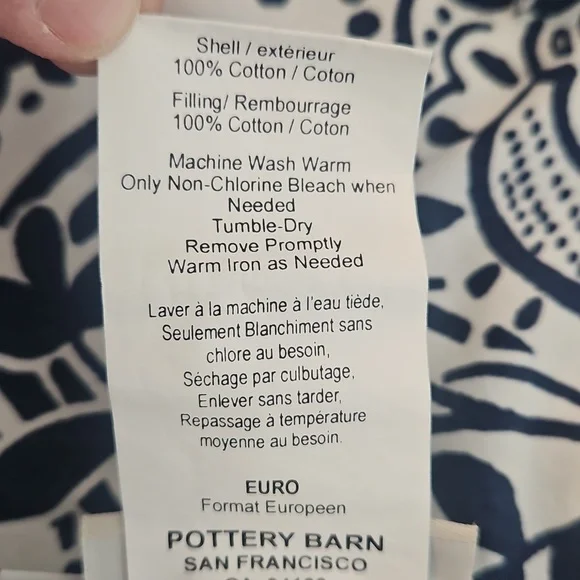 Shell / extérieur
100% Cotton / Coton
Filling/ Rembourrage
100% Cotton / Coton
Machine Wash Warm
Only Non-Chlorine Bleach when
Needed
Tumble-Dry
Remove Promptly
Warm Iron as Needed
Laver à la machine à l'eau tiède,
Seulement Blanchiment sans
chlore au besoin,
Séchage par culbutage,
Enlever sans tarder,
Repassage à température
moyenne au besoin.
EURO
Format Europeen
POTTERY BARN
SAN FRANCISCO